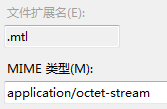 文件扩展名(E):
.mtl
MIME 类型(M):
application/octet-stream